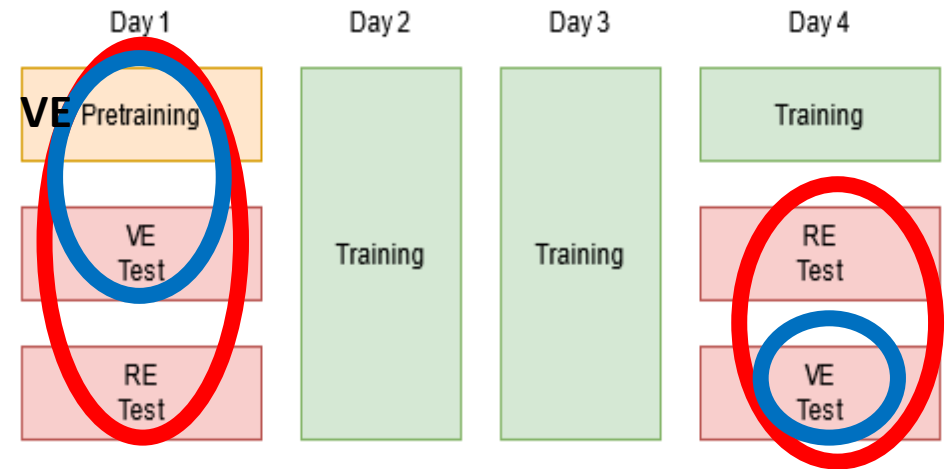 Day 1
Day 2
Day 3
Day 4
VE Pretraining
VE
Test
RE
Test
Training
Training
Training
RE
Test
VE
Test